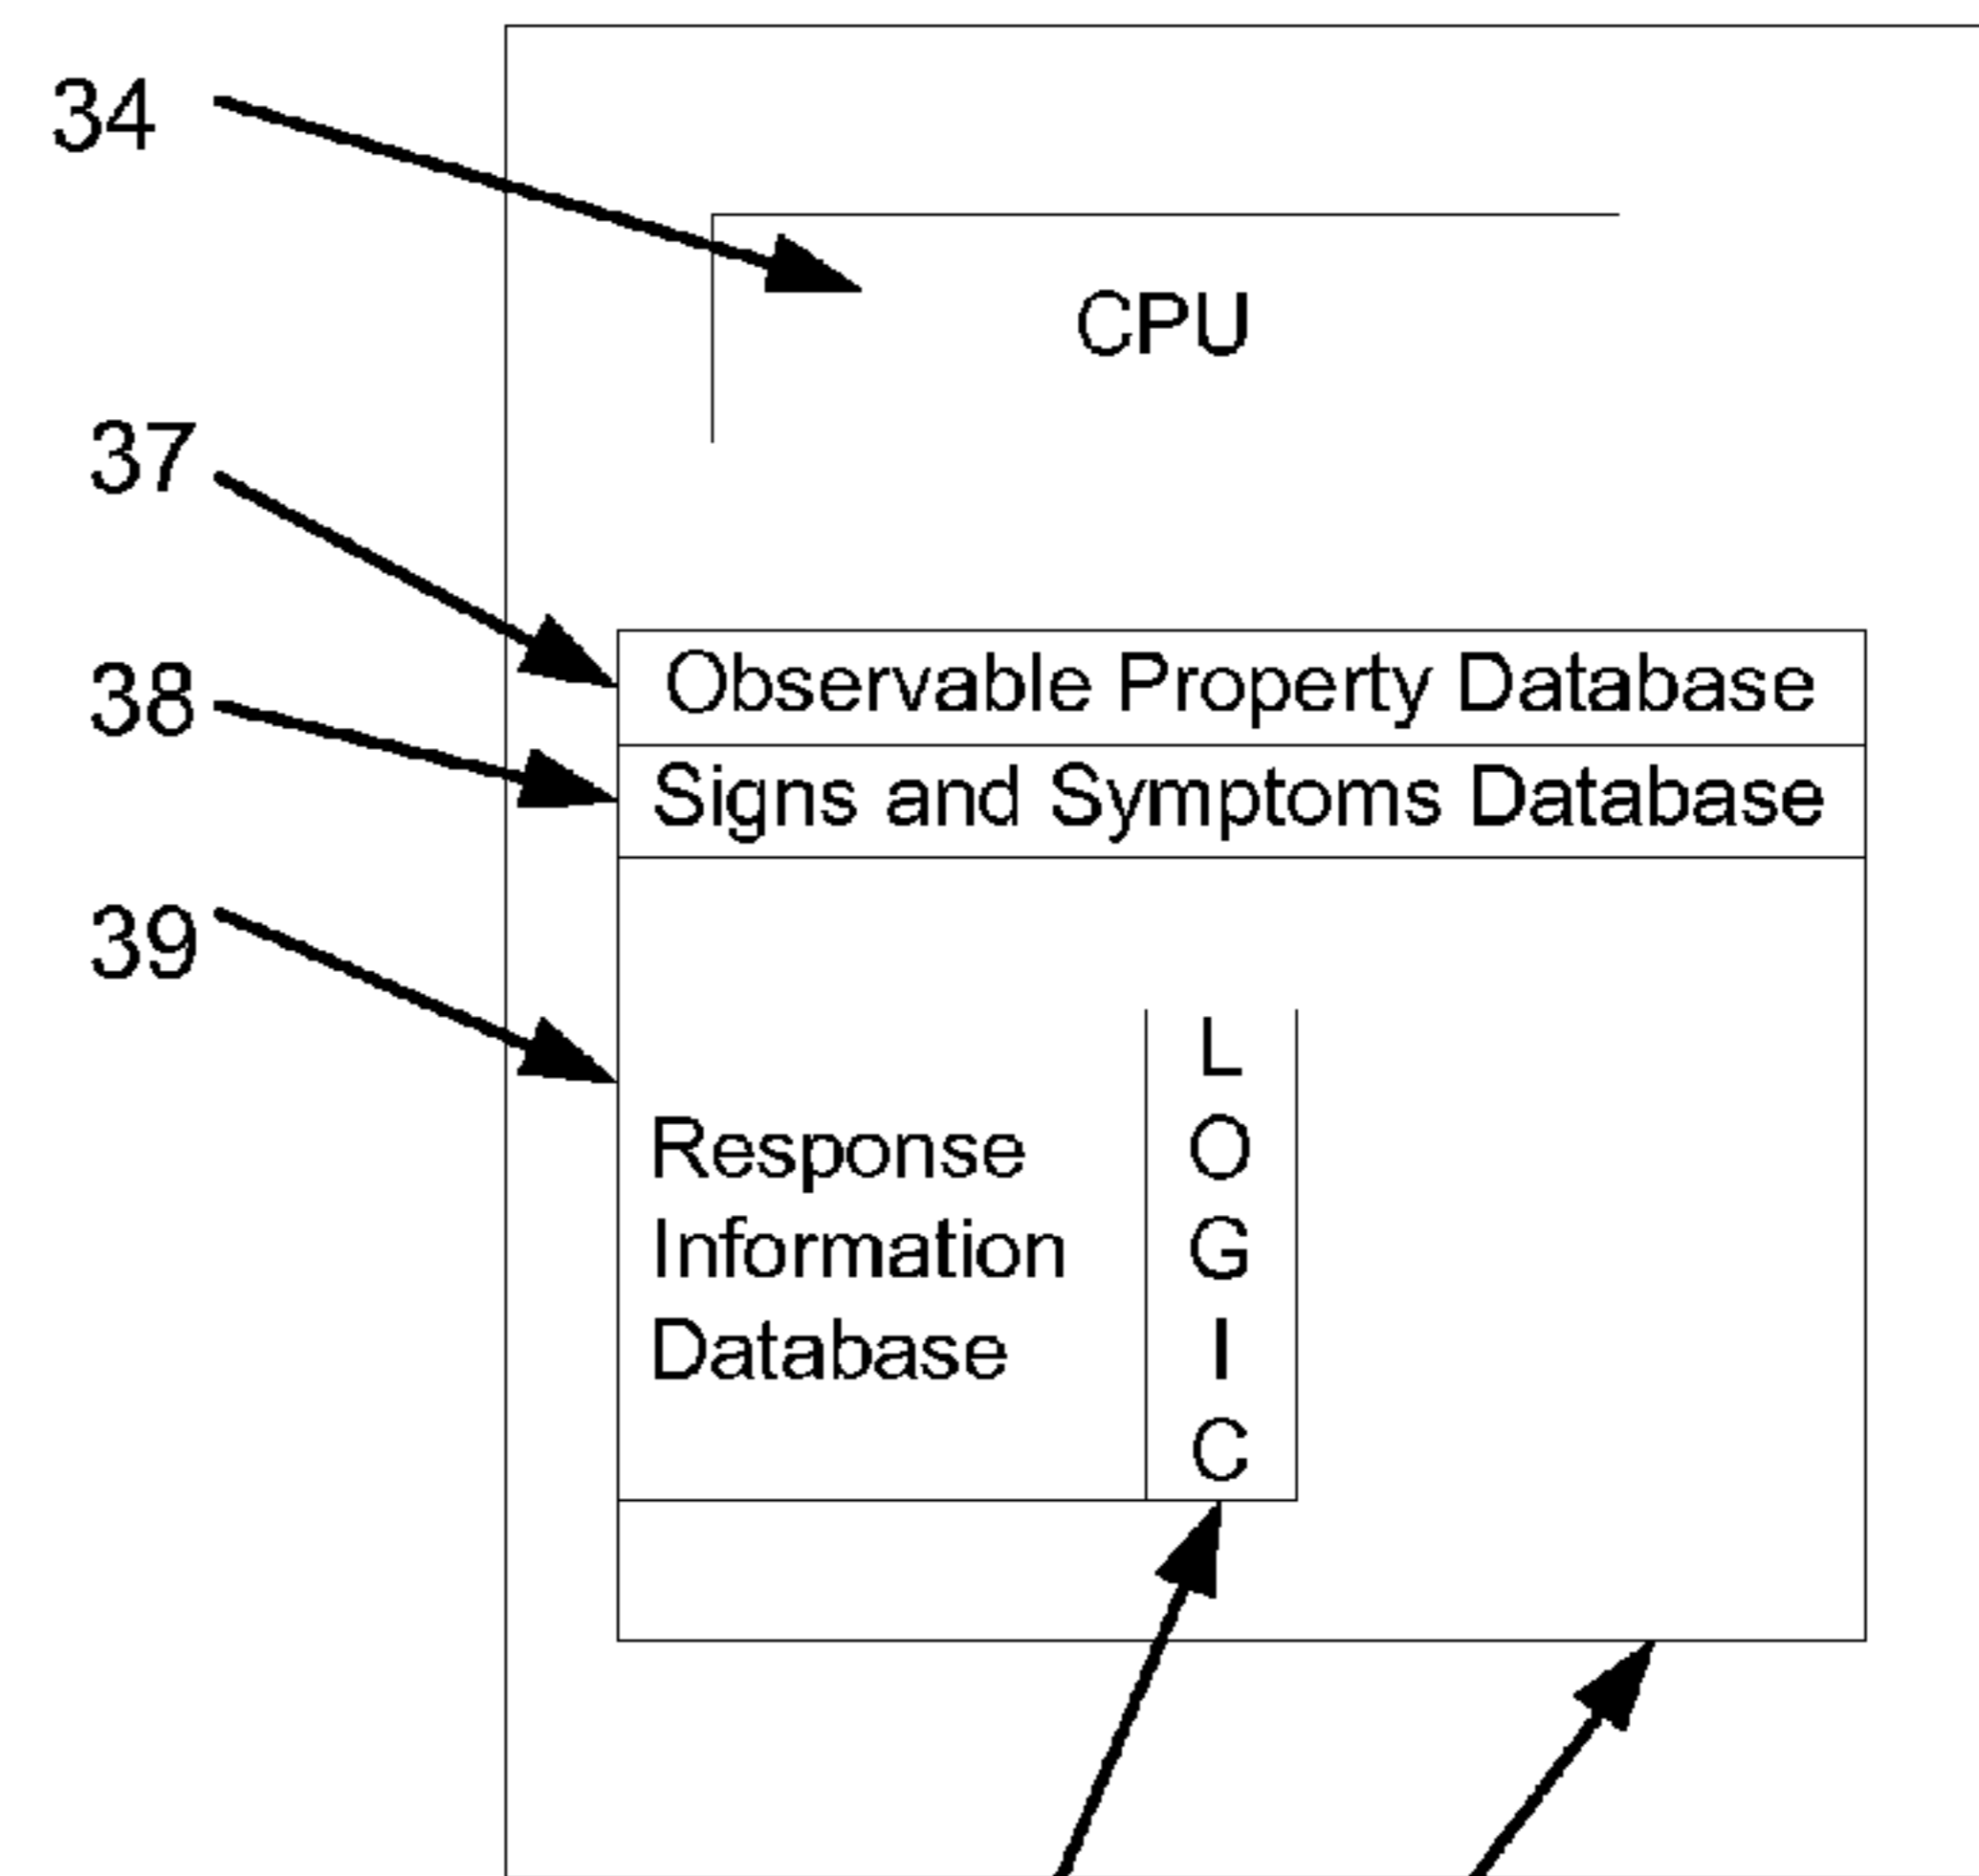 34
CPU
37
Observable Property Database
38
Signs and Symptoms Database
39
L
O
G
I
C
Response
Information
Database